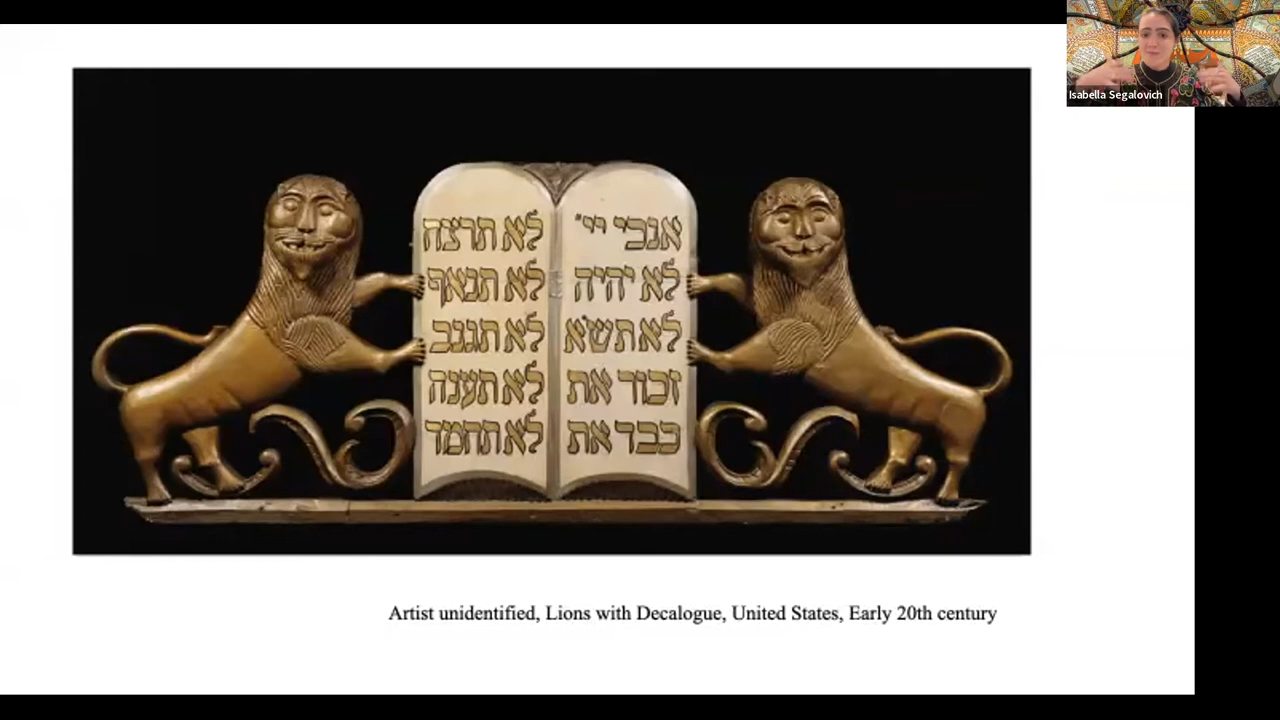 Isabella Segalovich
אנכי ייי
לא יהיה
לא תשא
זכור את
כבד את
לא תרצח
לא תנאף
לא תגנב
לא תענה
לא תחמד
Artist unidentified, Lions with Decalogue, United States, Early 20th century